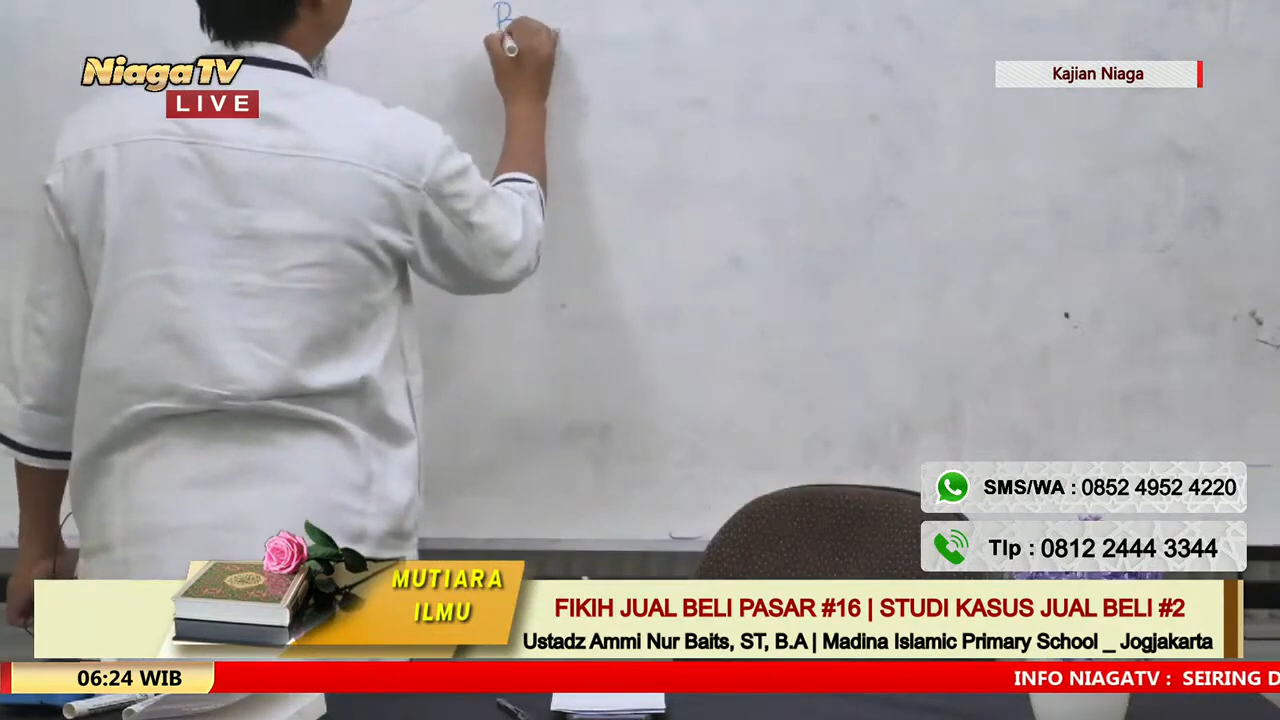 B
NiagaTV
LIVE
Kajian Niaga
SMS/WA : 0852 4952 4220
Tlp : 0812 2444 3344
MUTIARA
ILMU
FIKIH JUAL BELI PASAR #16 | STUDI KASUS JUAL BELI #2
Ustadz Ammi Nur Baits, ST, B.A | Madina Islamic Primary School _ Jogjakarta
06:24 WIB
INFO NIAGATV : SEIRING D